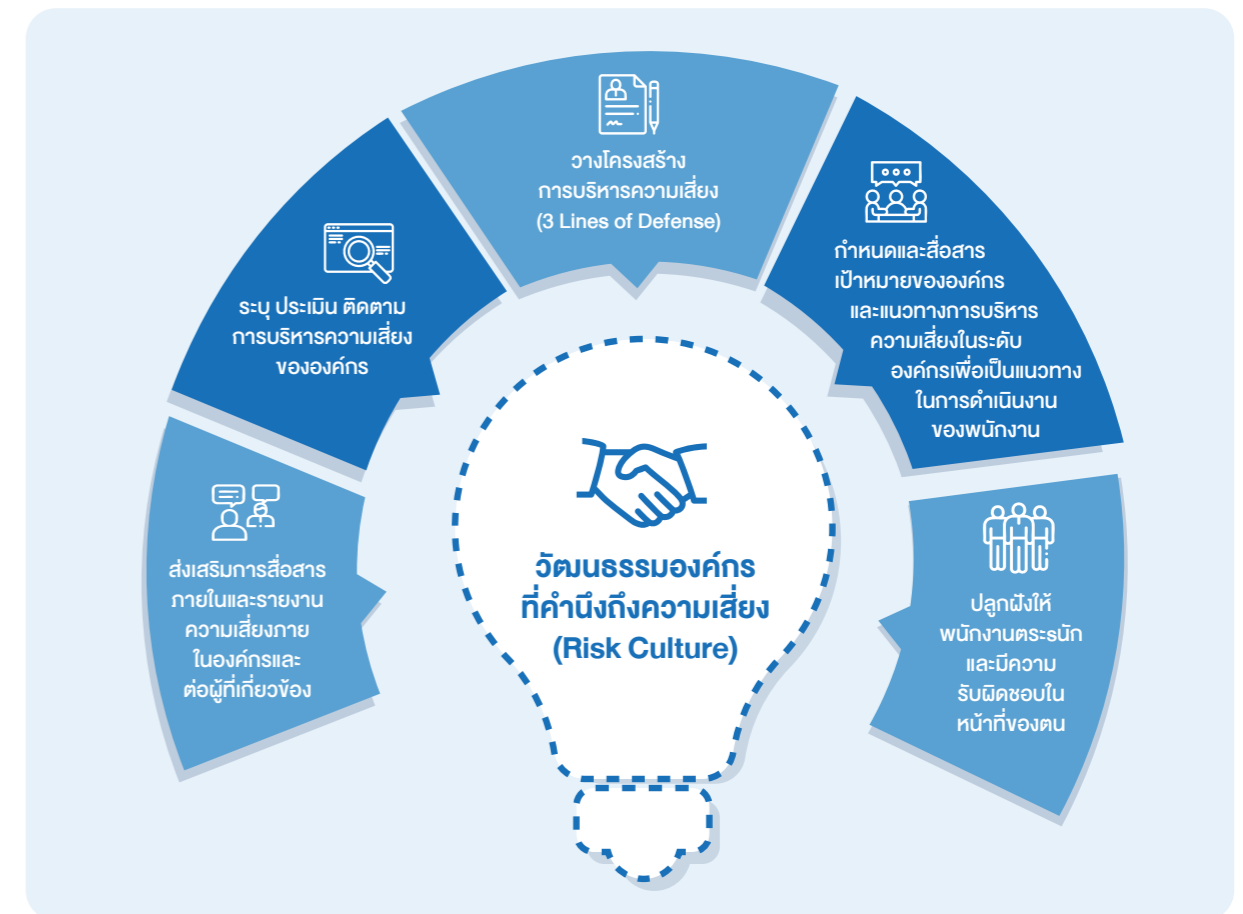 วางโครงสร้าง
การบริหารความเสี่ยง
(3 Lines of Defense)
ระบุ ประเมิน ติดตาม
การบริหารความเสี่ยง
ขององค์กร
กำหนดและสื่อสาร
เป้าหมายขององค์กร
และแนวทางการบริหาร
ความเสี่ยงในระดับ
องค์กรเพื่อเป็นแนวทาง
ในการดำเนินงาน
ของพนักงาน
ส่งเสริมการสื่อสาร
ภายในและรายงาน
ความเสี่ยงภาย
ในองค์กรและ
ต่อผู้ที่เกี่ยวข้อง
ปลูกฝังให้
พนักงานตระธนัก
และมีความ
รับผิดชอบใน
หน้าที่ของตน
วัฒนธรรมองค์กร
ที่คำนึงถึงความเสี่ยง
(Risk Culture)